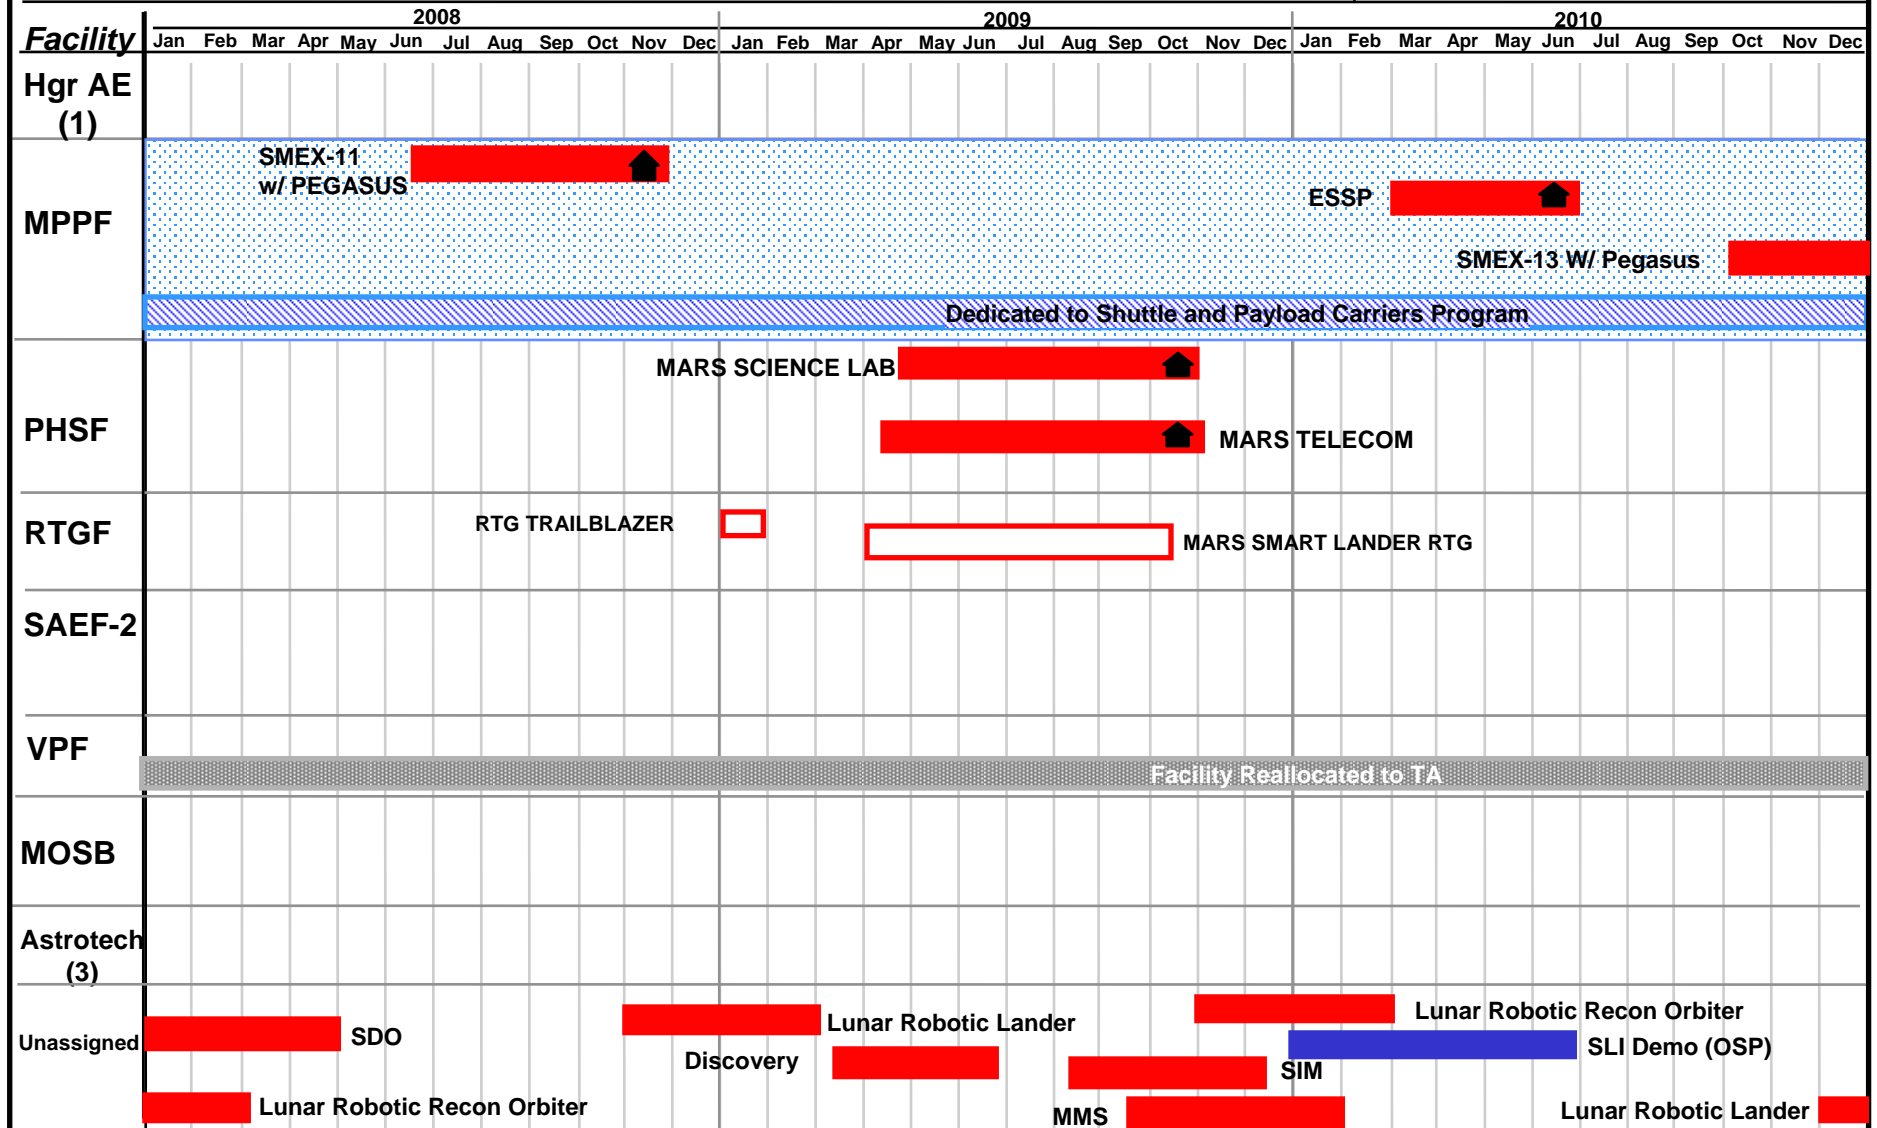 2008 2009 2010
Facility Jan Feb Mar Apr May Jun Jul Aug Sep Oct Nov Dec Jan Feb Mar Apr May Jun Jul Aug Sep Oct Nov Dec Jan Feb Mar Apr May Jun Jul Aug Sep Oct Nov Dec
Hgr AE
(1)
SMEX-11
w/ PEGASUS
ESSP
MPPF
SMEX-13 W/ Pegasus
Dedicated to Shuttle and Payload Carriers Program
MARS SCIENCE LAB
PHSF
MARS TELECOM
RTG TRAILBLAZER
RTGF
MARS SMART LANDER RTG
SAEF-2
VPF
Facility Reallocated to TA
MOSB
Astrotech
(3)
Lunar Robotic Recon Orbiter
Lunar Robotic Lander
Unassigned
SDO
SLI Demo (OSP)
Discovery
SIM
Lunar Robotic Recon Orbiter
MMS
Lunar Robotic Lander